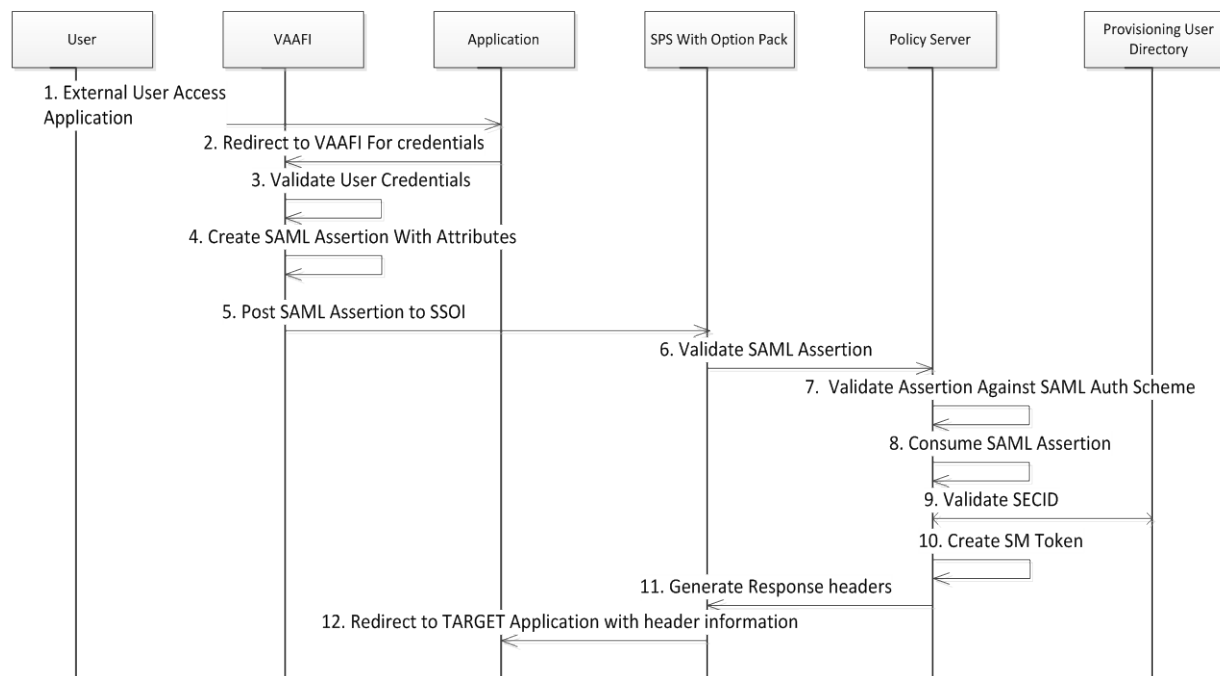 User
VAAFI
Application
SPS With Option Pack
Policy Server
Provisioning User
Directory
1. External User Access
Application
2. Redirect to VAAFI For credentials
3. Validate User Credentials
4. Create SAML Assertion With Attributes
5. Post SAML Assertion to SSOI
6. Validate SAML Assertion
7. Validate Assertion Against SAML Auth Scheme
8. Consume SAML Assertion
9. Validate SECID
10. Create SM Token
11. Generate Response headers
12. Redirect to TARGET Application with header information